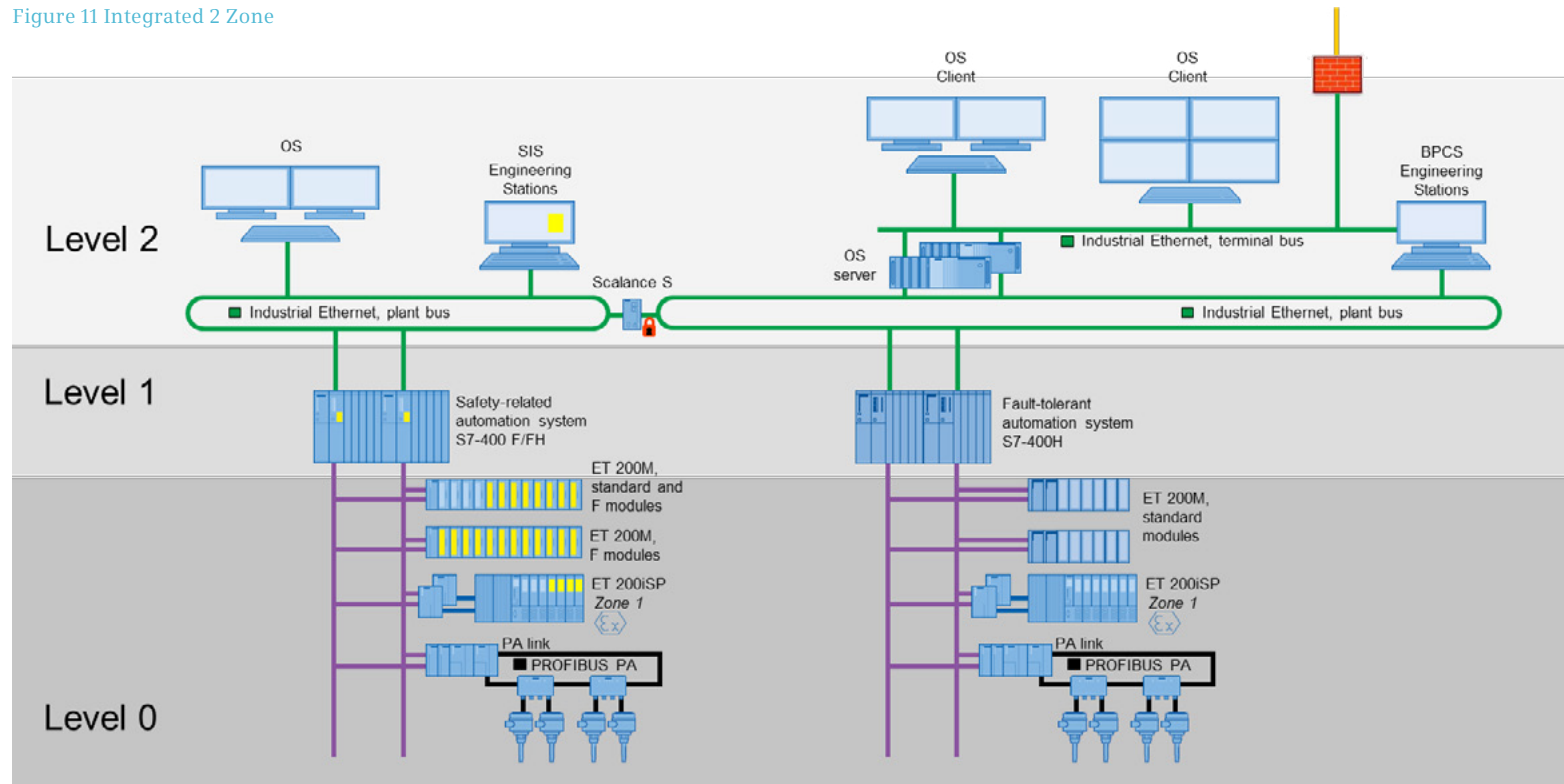 Figure 11 Integrated 2 Zone
OS
Client
OS
Client
OS
SIS
Engineering
Stations
BPCS
Engineering
Stations
Level 2
Industrial Ethernet, terminal bus
OS
server
Scalance S
Industrial Ethernet, plant bus
Industrial Ethernet, plant bus
Level 1
Safety-related
automation system
S7-400 F/FH
Fault-tolerant
automation system
S7-400H
ET 200M,
standard and
F modules
ET 200M,
standard
modules
ET 200M,
F modules
ET 200iSP
Zone 1
Ex
ET 200iSP
Zone 1
Ex
PA link
PROFIBUS PA
PA link
PROFIBUS PA
Level 0